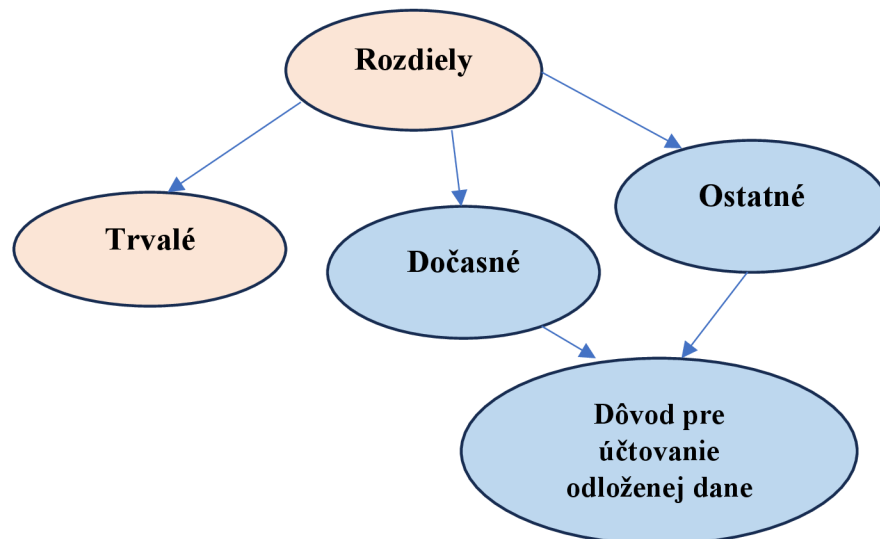 Rozdiely
Trvalé
Dočasné
Ostatné
Dôvod pre
účtovanie
odloženej dane